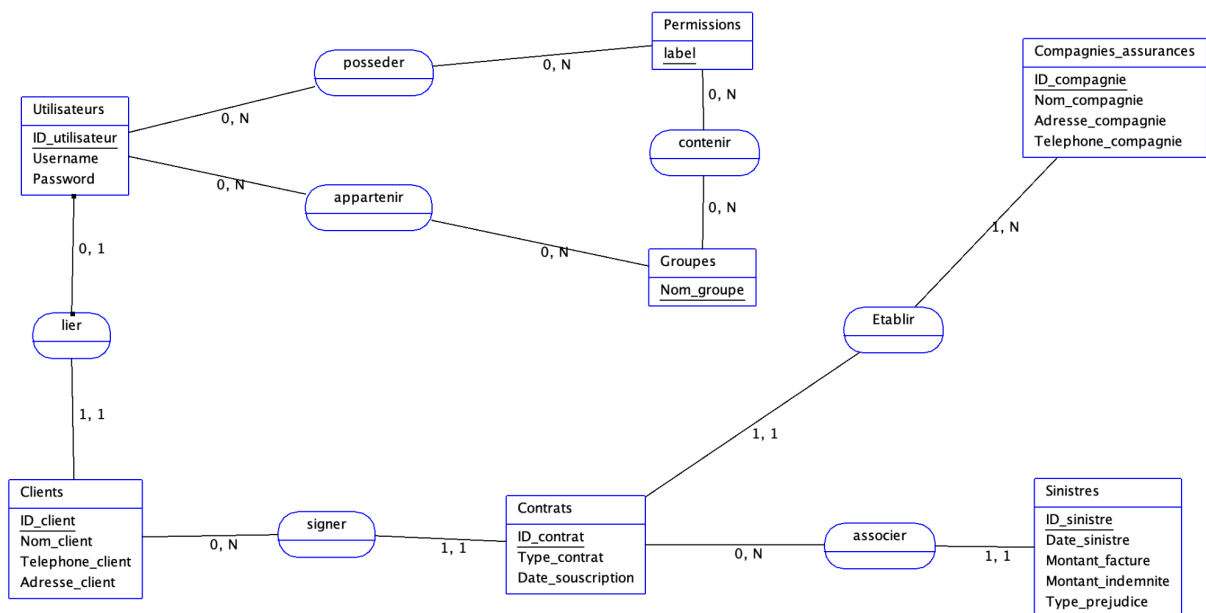 Permissions
label
posseder
0, N
0, N
Compagnies_assurances
ID_compagnie
Nom_compagnie
Adresse_compagnie
Telephone_compagnie
Utilisateurs
ID_utilisateur
Username
Password
0, N
contenir
0, N
appartenir
0, N
0, N
Groupes
Nom_groupe
0, 1
1, N
lier
Etablir
1, 1
1, 1
Clients
ID_client
Nom_client
Telephone_client
Adresse_client
signer
0, N
1, 1
Contrats
ID_contrat
Type_contrat
Date_souscription
associer
0, N
1, 1
Sinistres
ID_sinistre
Date_sinistre
Montant_facture
Montant_indemnite
Type_prejudice